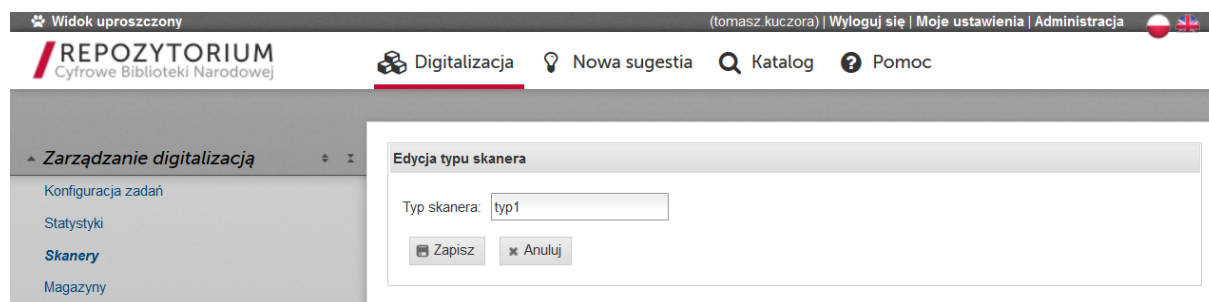 Widok uproszczony
(tomasz.kuczora) | Wyloguj się | Moje ustawienia | Administracja
REPOZYTORIUM
Cyfrowe Biblioteki Narodowej
Digitalizacja Nowa sugestia Katalog Pomoc
Zarządzanie digitalizacją
Konfiguracja zadań
Statystyki
Skanery
Magazyny
Edycja typu skanera
Typ skanera: typ1
Zapisz Anuluj